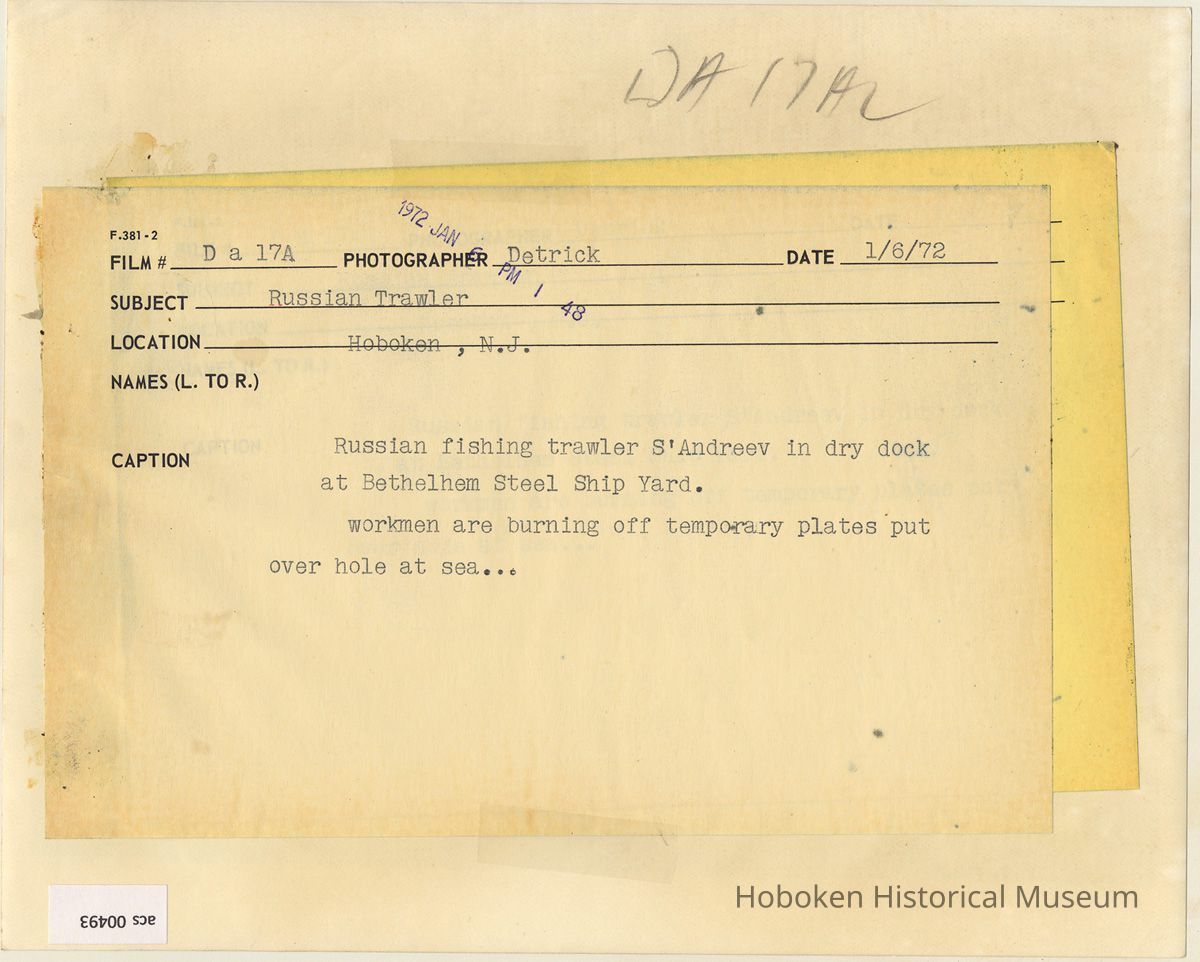 DA 17A
F.381-2
FILM # D a 17A PHOTOGRAPHER Detrick DATE 1/6/72
1972 JAN 6 PM 1 48
SUBJECT Russian Trawler
LOCATION Hoboken , N.J.
NAMES (L. TO R.)
CAPTION Russian fishing trawler S'Andreev in dry dock
at Bethelhem Steel Ship Yard.
workmen are burning off temporary plates put
over hole at sea...
acs 00493
Hoboken Historical Museum